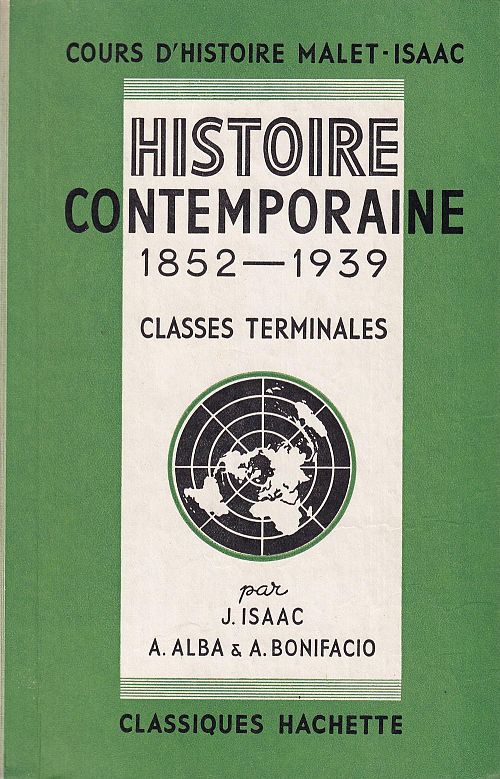 COURS D'HISTOIRE MALET-ISAAC
HISTOIRE
CONTEMPORAINE
1852—1939
CLASSES TERMINALES
par
J. ISAAC
A. ALBA & A. BONIFACIO
CLASSIQUES HACHETTE